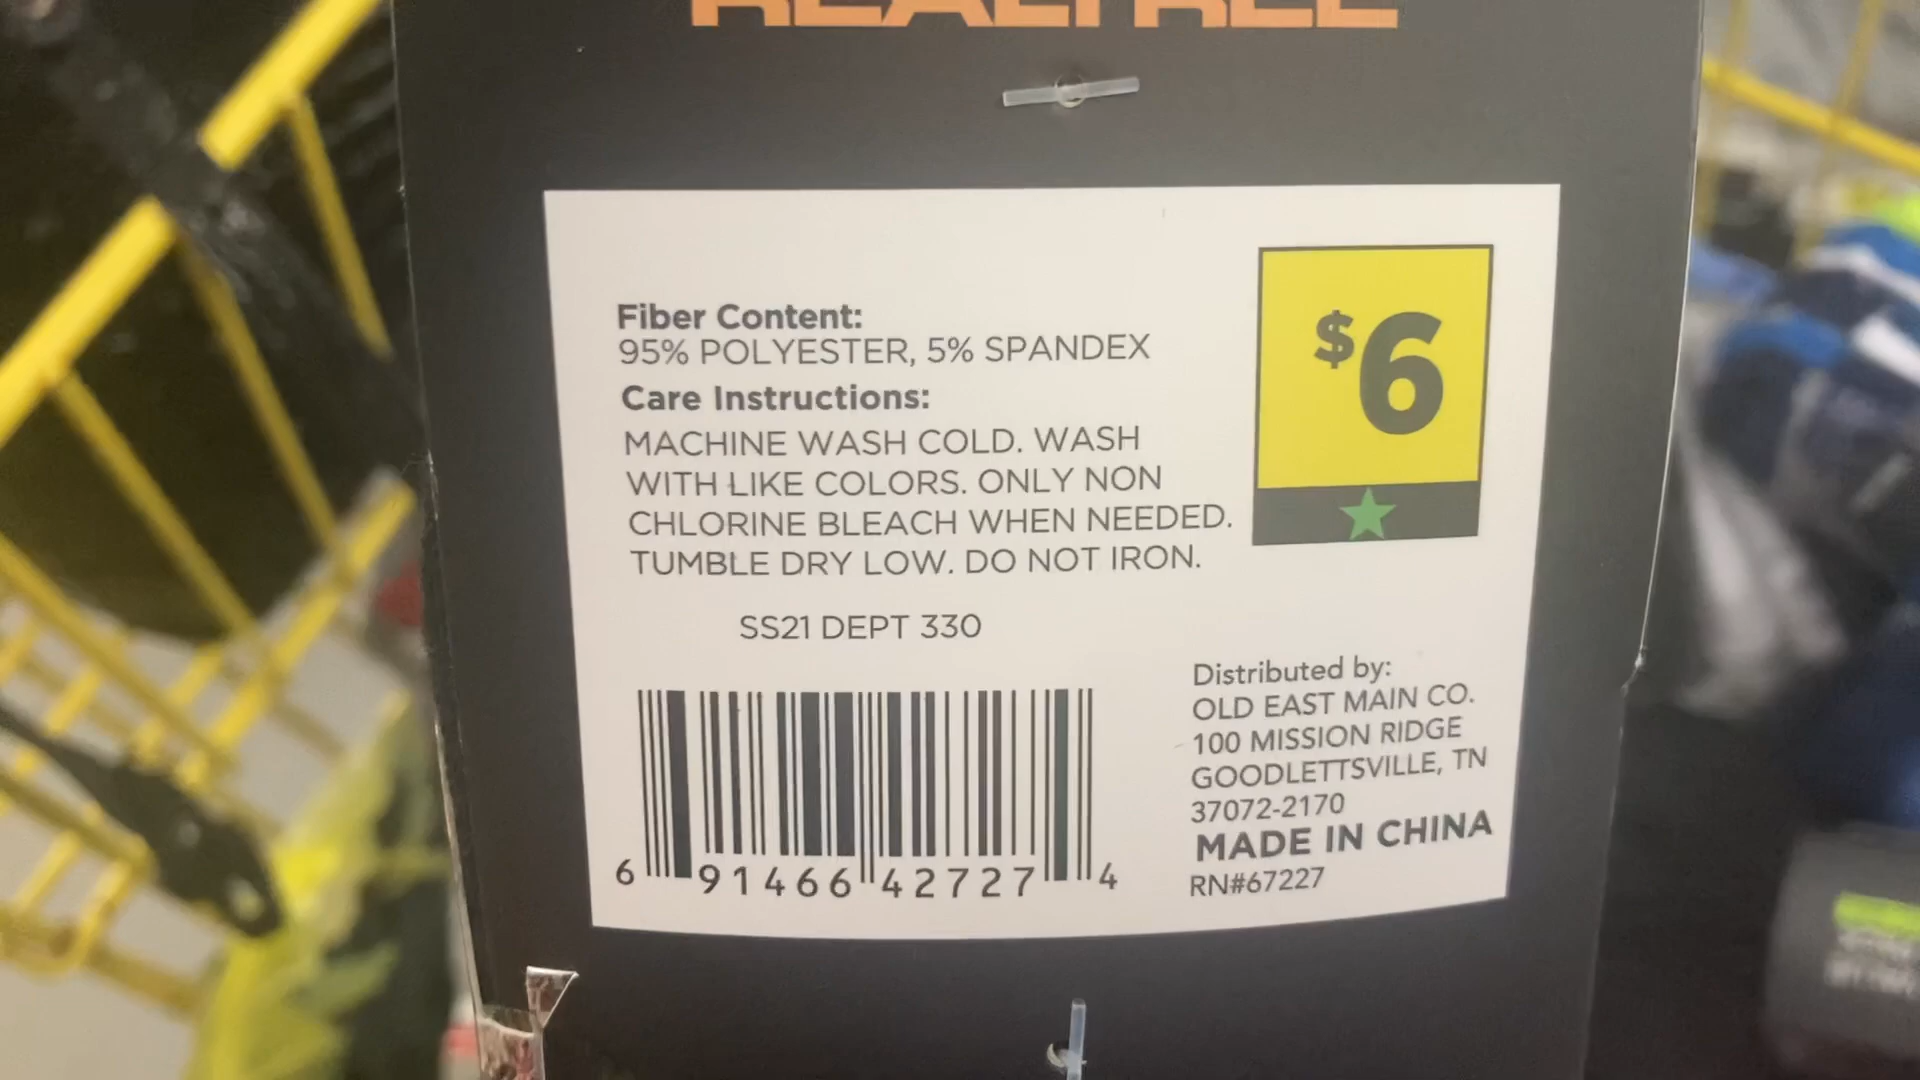 REALTREE
Fiber Content:
95% POLYESTER, 5% SPANDEX
Care Instructions:
MACHINE WASH COLD. WASH
WITH LIKE COLORS. ONLY NON
CHLORINE BLEACH WHEN NEEDED.
TUMBLE DRY LOW. DO NOT IRON.
$6
SS21 DEPT 330
6 91466 42727 4
Distributed by:
OLD EAST MAIN CO.
100 MISSION RIDGE
GOODLETTSVILLE, TN
37072-2170
MADE IN CHINA
RN#67227